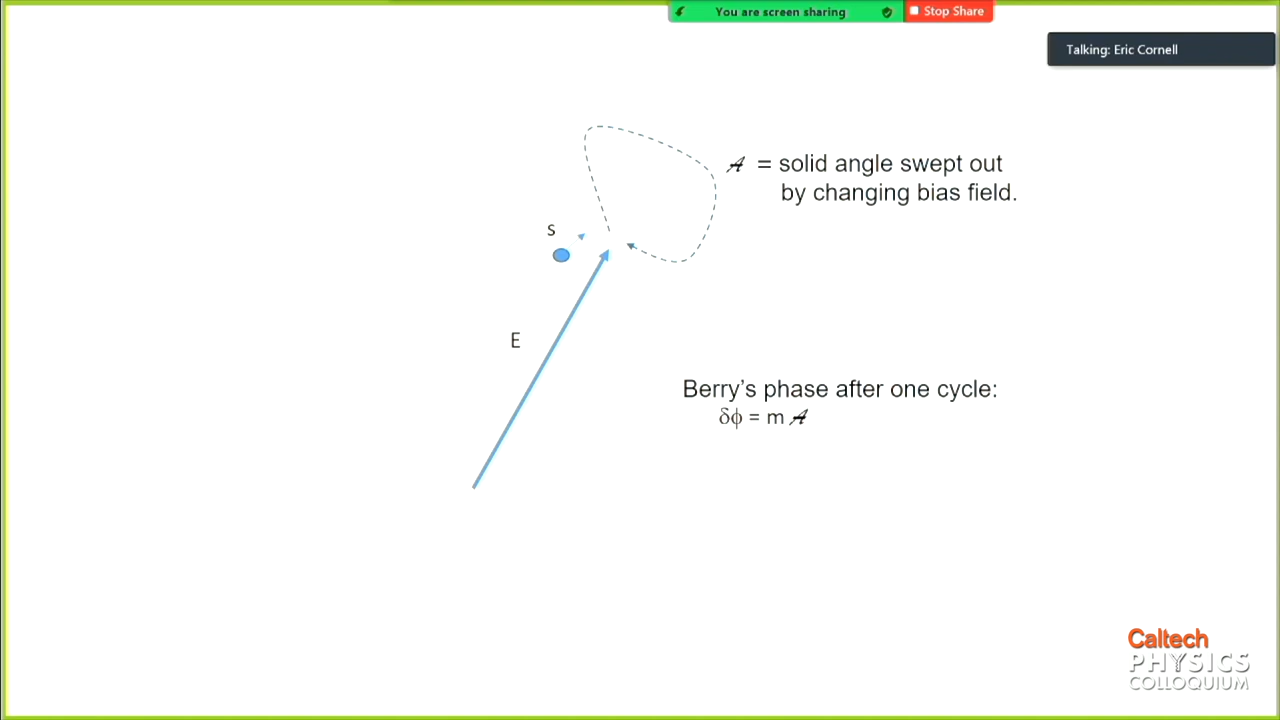 You are screen sharing
Stop Share
Talking: Eric Cornell
𝒜 = solid angle swept out
by changing bias field.
s
E
Berry’s phase after one cycle:
δϕ = m 𝒜
Caltech
PHYSICS
COLLOQUIUM